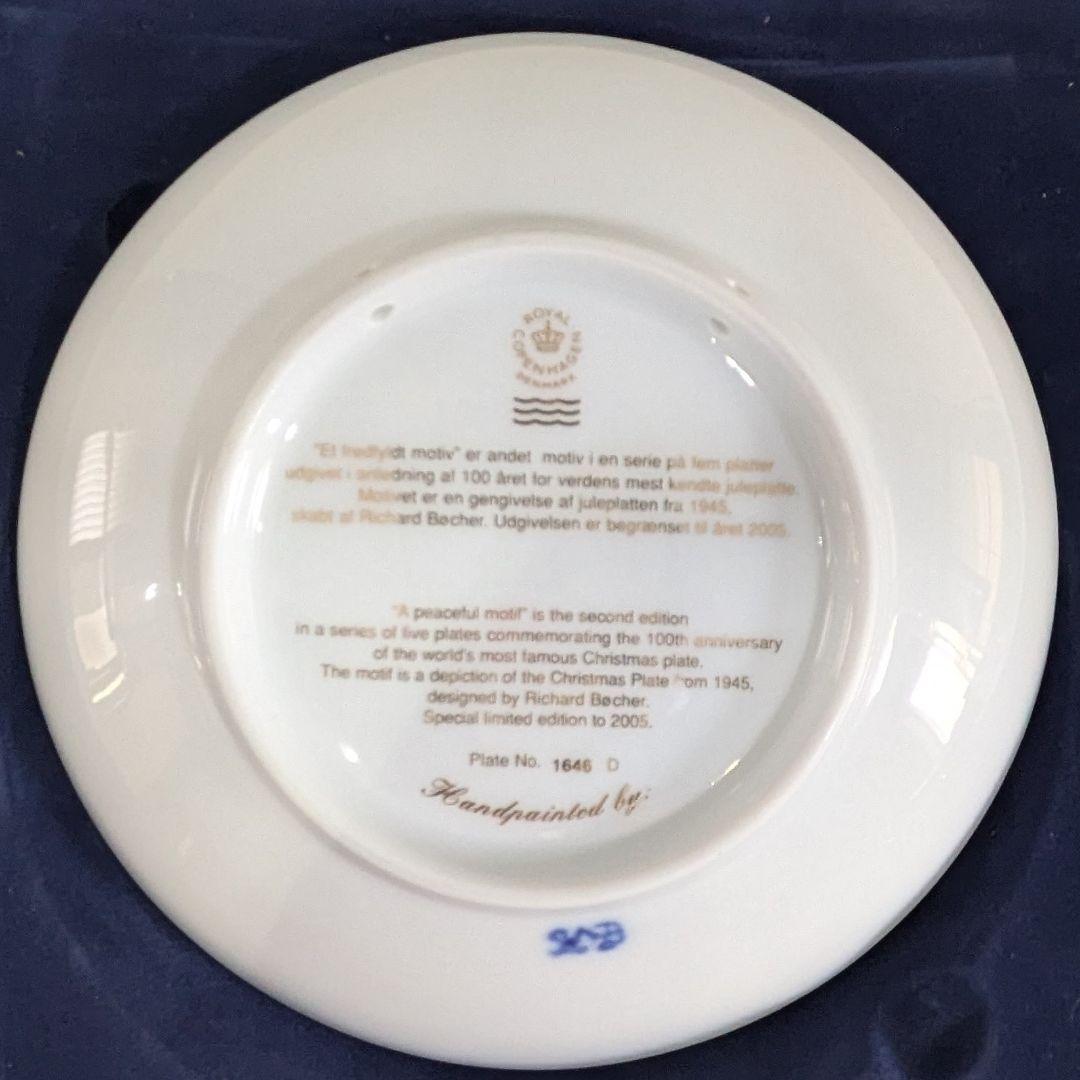 ROYAL
COPENHAGEN
DENMARK
"Et fredfyldt motiv" er andet motiv i en serie på fem platter
udgivet i anledning af 100 året for verdens mest kendte juleplatte.
Motivet er en gengivelse af juleplatten fra 1945,
skabt af Richard Bøcher. Udgivelsen er begrænset til året 2005.
"A peaceful motif" is the second edition
in a series of five plates commemorating the 100th anniversary
of the world's most famous Christmas plate.
The motif is a depiction of the Christmas Plate from 1945,
designed by Richard Bøcher.
Special limited edition to 2005.
Plate No. 1646 D
Handpainted by: